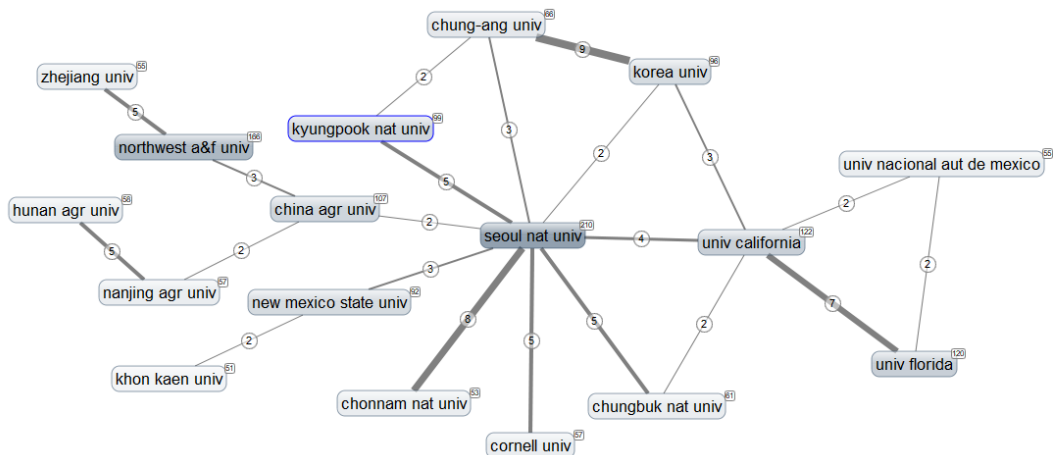 chung-ang univ 66
9
zhejiang univ 55
korea univ 96
2
5
kyungpook nat univ 99
3
northwest a&f univ 166
2
3
univ nacional aut de mexico 55
3
5
hunan agr univ 58
china agr univ 107
2
2
seoul nat univ 210
4
univ california 122
5
2
2
3
nanjing agr univ 57
new mexico state univ 92
7
8
5
2
2
5
univ florida 120
khon kaen univ 51
chonnam nat univ 53
chungbuk nat univ 61
cornell univ 57